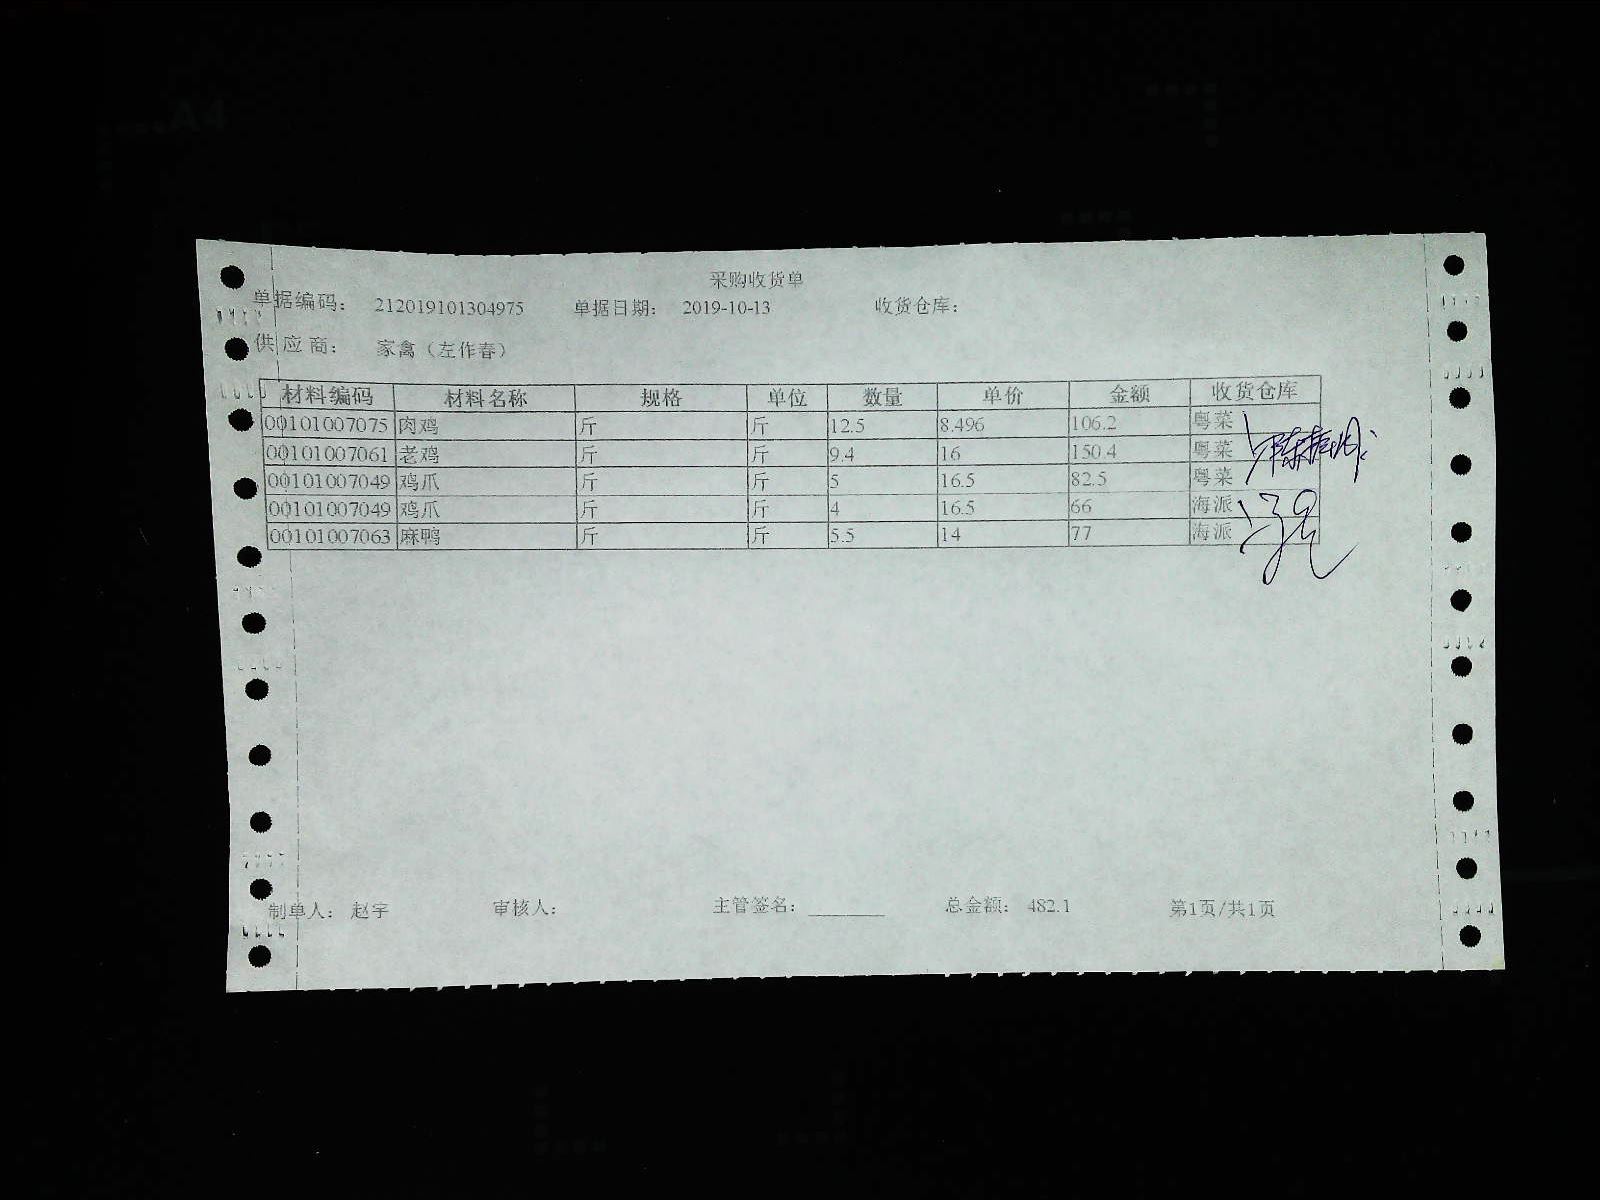 采购收货单
单据编码： 212019101304975 单据日期： 2019-10-13 收货仓库：
供应商： 家禽（左作春）
材料编码 材料名称 规格 单位 数量 单价 金额 收货仓库
00101007075 肉鸡 斤 斤 12.5 8.496 106.2 粤菜
00101007061 老鸡 斤 斤 9.4 16 150.4 粤菜
00101007049 鸡爪 斤 斤 5 16.5 82.5 粤菜
00101007049 鸡爪 斤 斤 4 16.5 66 海派
00101007063 麻鸭 斤 斤 5.5 14 77 海派
制单人： 赵宇 审核人： 主管签名： 总金额： 482.1 第1页/共1页